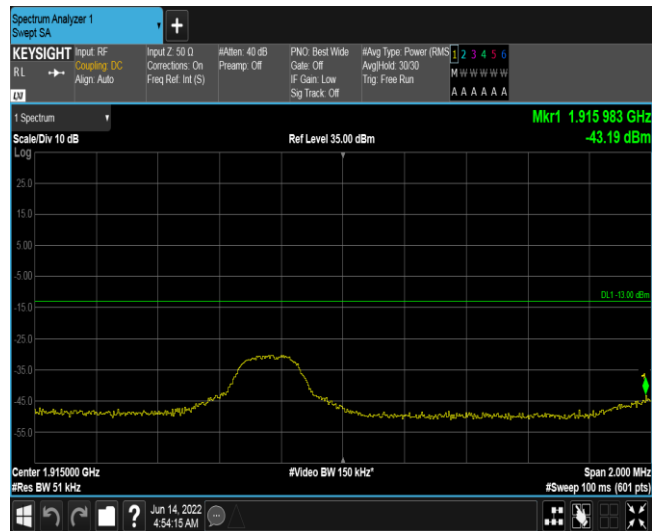 Spectrum Analyzer 1
Swept SA
+
KEYSIGHT Input: RF Input Z: 50 Ω #Atten: 40 dB PNO: Best Wide #Avg Type: Power (RMS 1 2 3 4 5 6
R L Coupling: DC Corrections: On Preamp: Off Gate: Off Avg|Hold: 30/30 M W W W W W
Align: Auto Freq Ref: Int (S) IF Gain: Low Trig: Free Run
Sig Track: Off A A A A A A
LXI
1 Spectrum Mkr1 1.915 983 GHz
Scale/Div 10 dB Ref Level 35.00 dBm -43.19 dBm
Log
25.0
15.0
5.00
-5.00
DL1 -13.00 dBm
-15.0
-25.0
-35.0
1
-45.0
-55.0
Center 1.915000 GHz #Video BW 150 kHz* Span 2.000 MHz
#Res BW 51 kHz #Sweep 100 ms (601 pts)
? Jun 14, 2022
4:54:15 AM